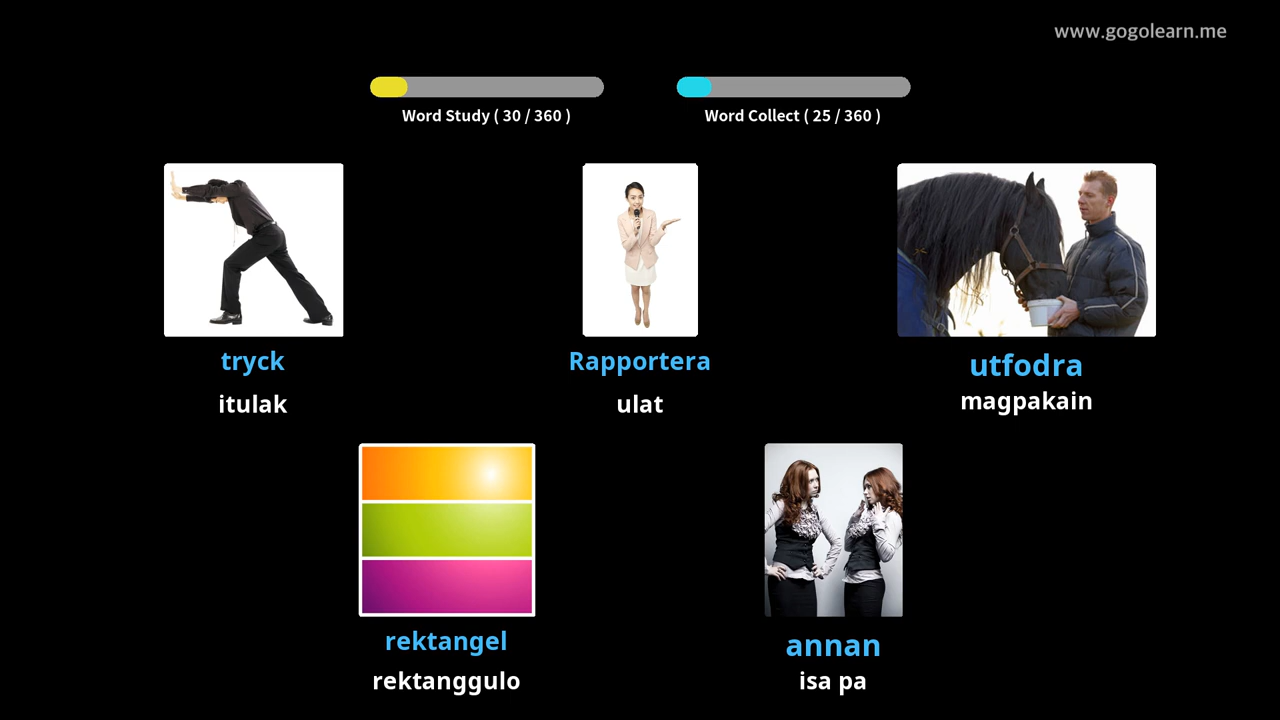 www.gogolearn.me
Word Study ( 30 / 360 )
Word Collect ( 25 / 360 )
tryck
Rapportera
utfodra
itulak
ulat
magpakain
rektangel
annan
rektanggulo
isa pa